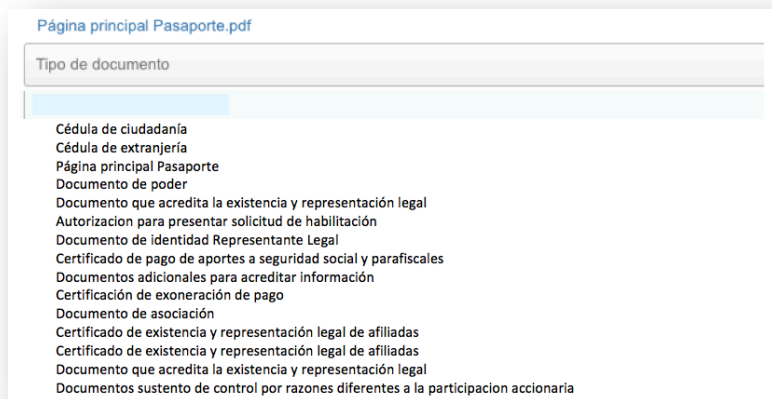 Página principal Pasaporte.pdf
Tipo de documento
Cédula de ciudadanía
Cédula de extranjería
Página principal Pasaporte
Documento de poder
Documento que acredita la existencia y representación legal
Autorizacion para presentar solicitud de habilitación
Documento de identidad Representante Legal
Certificado de pago de aportes a seguridad social y parafiscales
Documentos adicionales para acreditar información
Certificación de exoneración de pago
Documento de asociación
Certificado de existencia y representación legal de afiliadas
Certificado de existencia y representación legal de afiliadas
Documento que acredita la existencia y representación legal
Documentos sustento de control por razones diferentes a la participacion accionaria